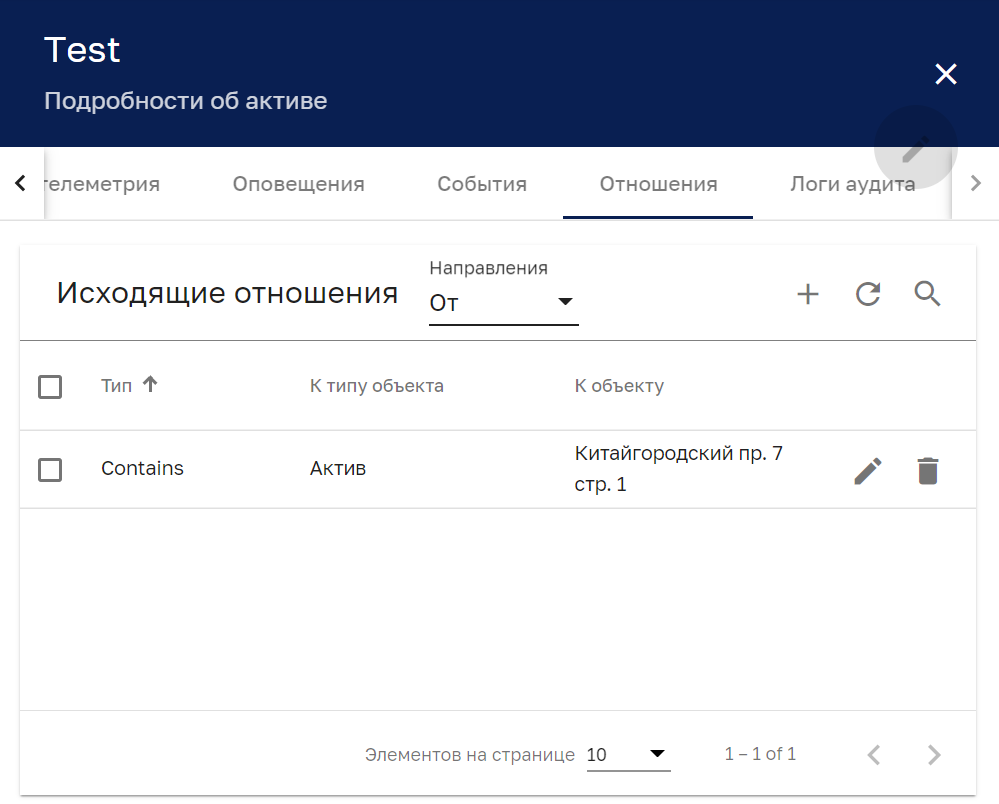 Test
Подробности об активе
телеметрия Оповещения События Отношения Логи аудита
Направления
Исходящие отношения От
Тип К типу объекта К объекту
Contains Актив Китайгородский пр. 7
стр. 1
Элементов на странице 10 1 – 1 of 1